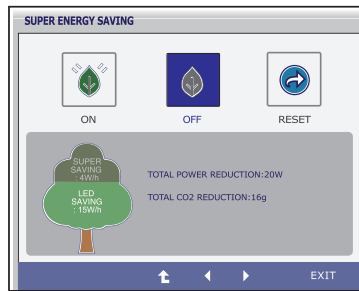 SUPER ENERGY SAVING
ON
OFF
RESET
SUPER
SAVING
: 4W/h
LED
SAVING
: 15W/h
TOTAL POWER REDUCTION:20W
TOTAL CO2 REDUCTION:16g
EXIT